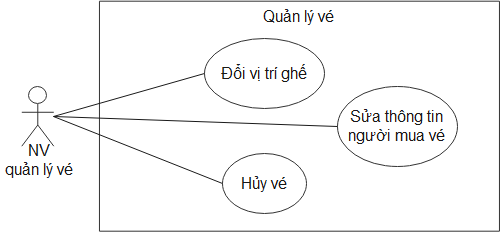 Quản lý vé
Đổi vị trí ghế
Sửa thông tin
người mua vé
NV
quản lý vé
Hủy vé